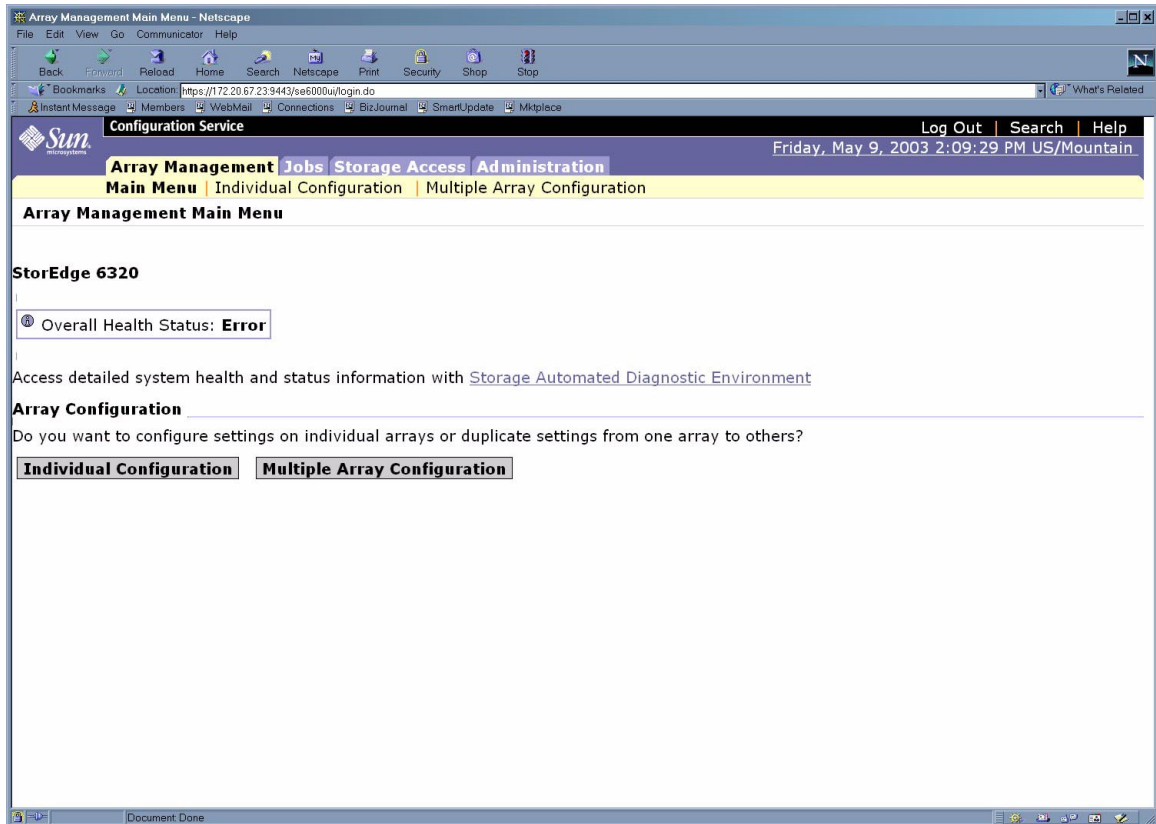 Array Management Main Menu - Netscape
File Edit View Go Communicator Help
Back Forward Reload Home Search Netscape Print Security Shop Stop
N
Bookmarks Location: https://172.20.67.23:9443/se6000ui/login.do What's Related
Instant Message Members WebMail Connections BizJournal SmartUpdate Mktplace
Sun microsystems
Configuration Service
Log Out | Search | Help
Friday, May 9, 2003 2:09:29 PM US/Mountain
Array Management Jobs Storage Access Administration
Main Menu | Individual Configuration | Multiple Array Configuration
Array Management Main Menu
StorEdge 6320
Overall Health Status: Error
Access detailed system health and status information with Storage Automated Diagnostic Environment
Array Configuration
Do you want to configure settings on individual arrays or duplicate settings from one array to others?
Individual Configuration Multiple Array Configuration
Document: Done